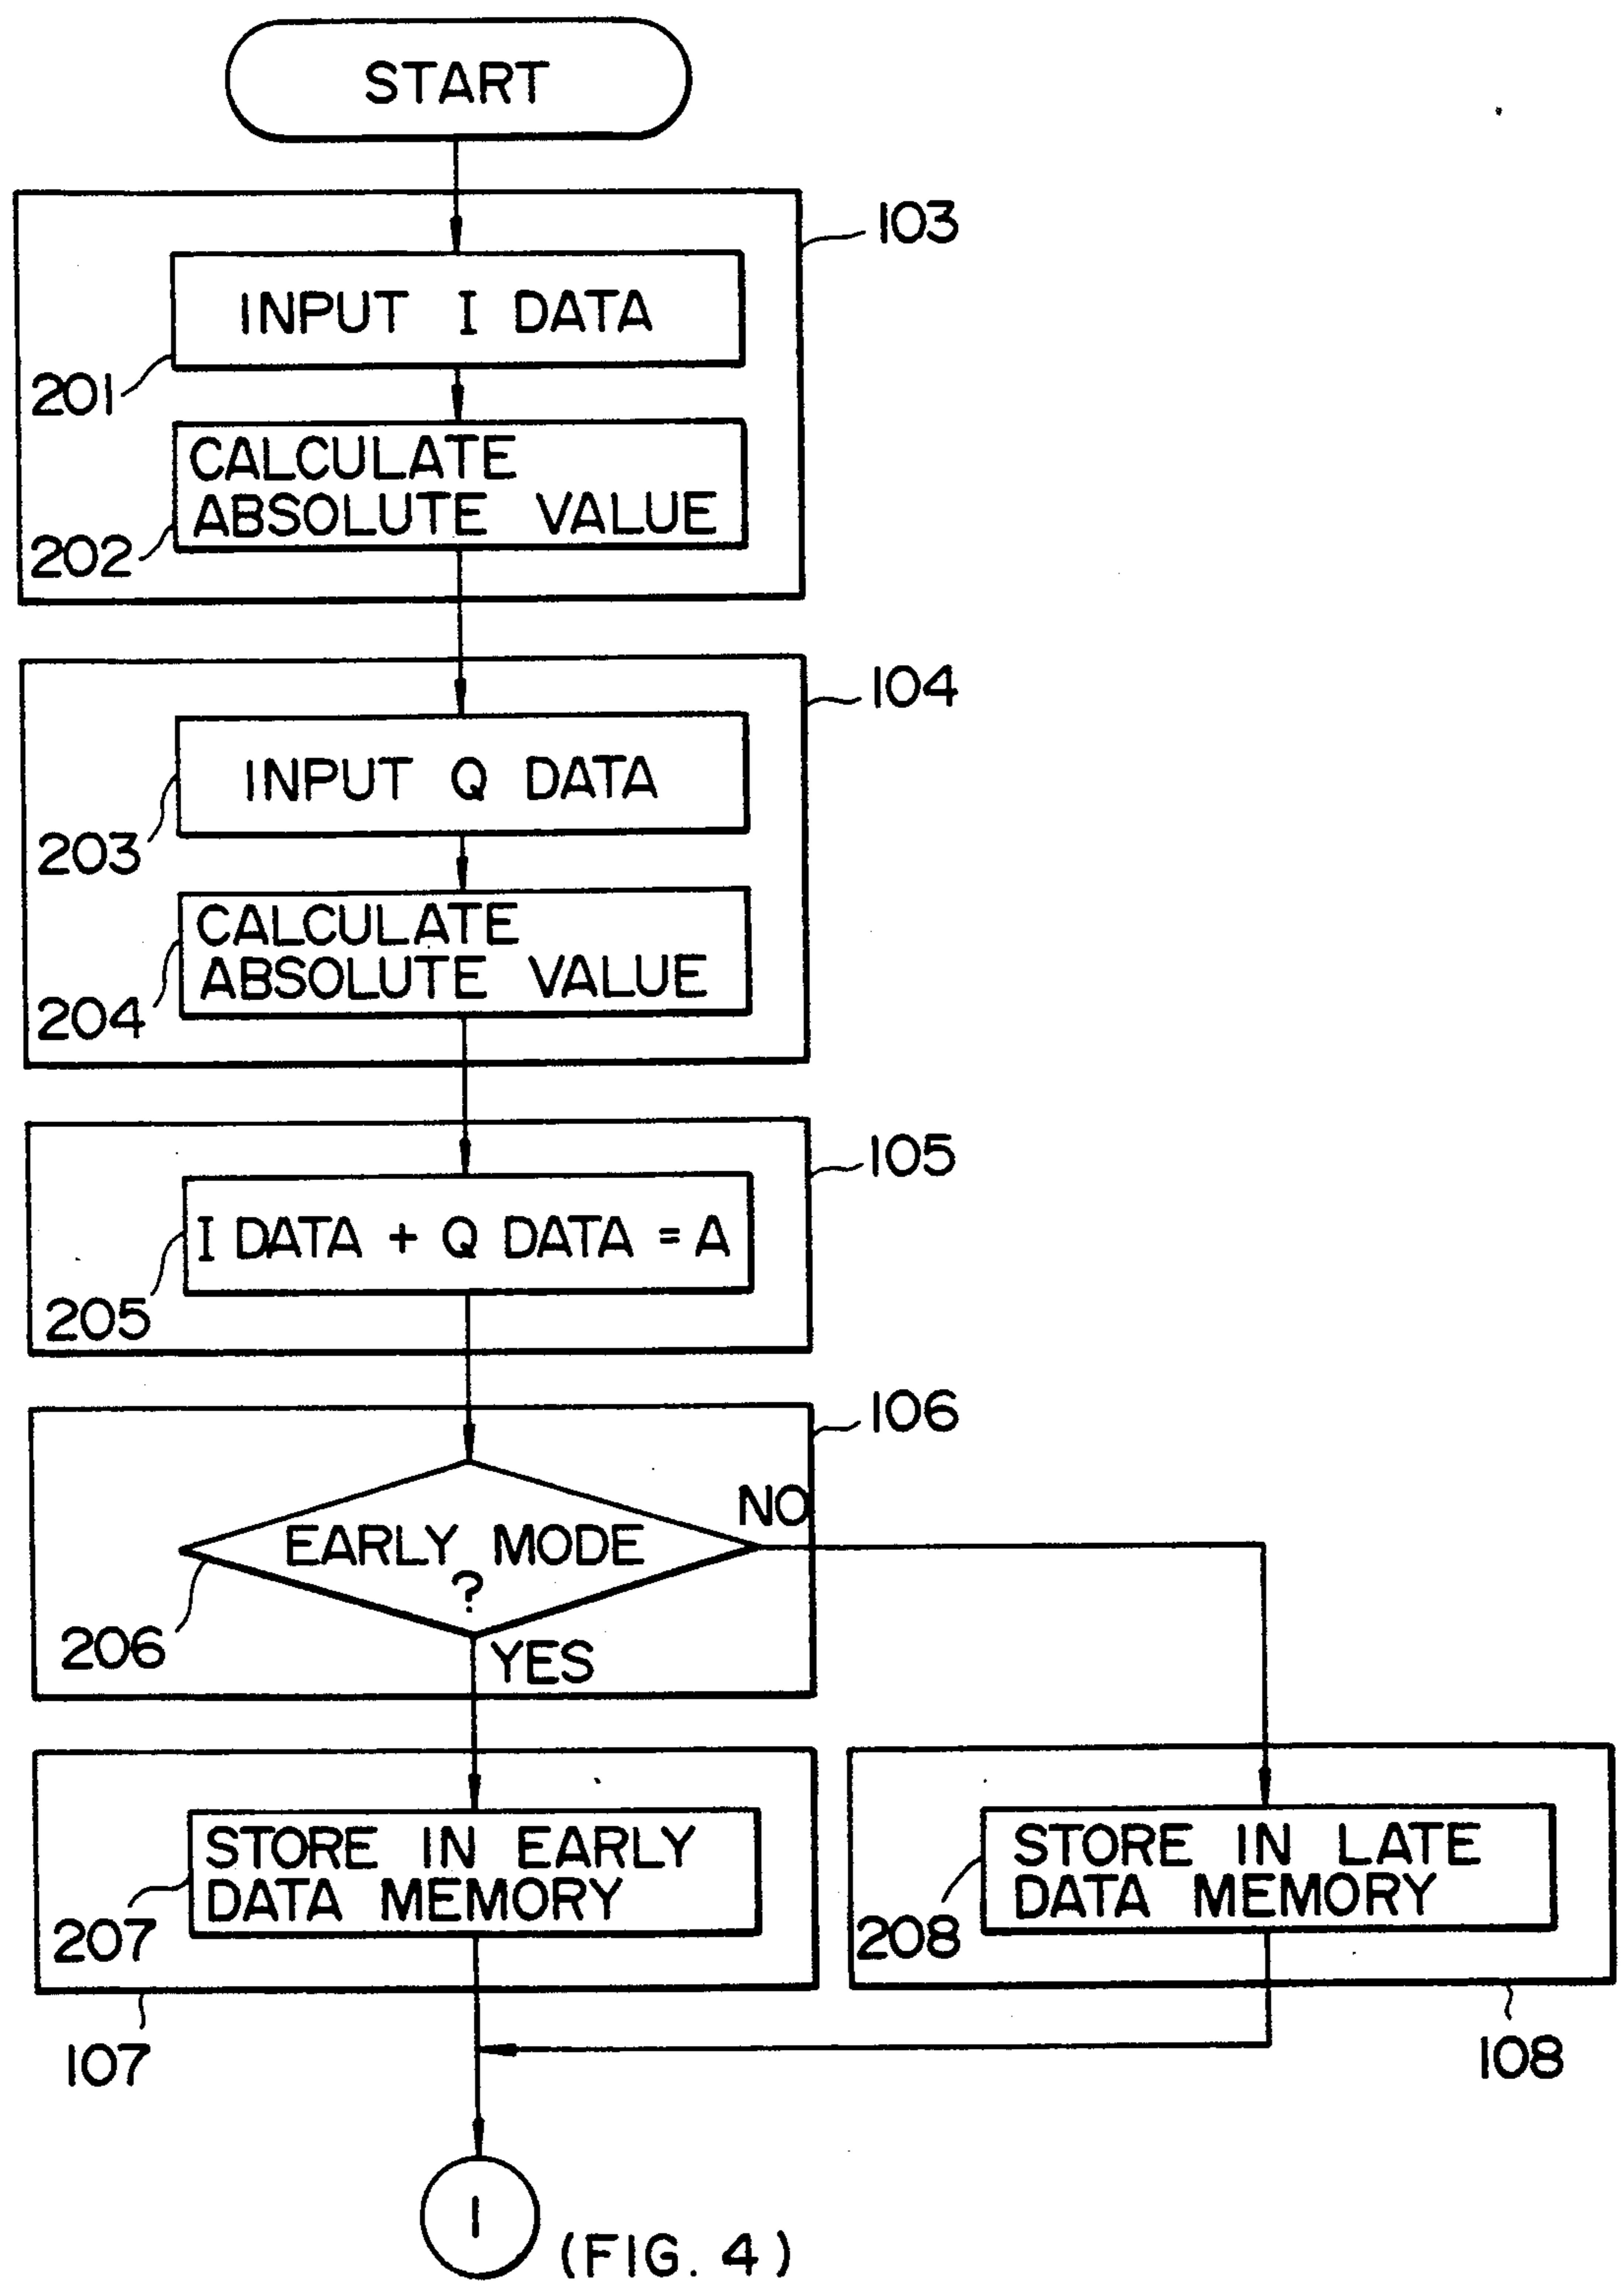 START
103
INPUT I DATA
201
CALCULATE
ABSOLUTE VALUE
202
104
INPUT Q DATA
203
CALCULATE
ABSOLUTE VALUE
204
105
I DATA + Q DATA = A
205
106
NO
EARLY MODE
?
206
YES
STORE IN EARLY
DATA MEMORY
207
107
STORE IN LATE
DATA MEMORY
208
108
1
(FIG. 4)